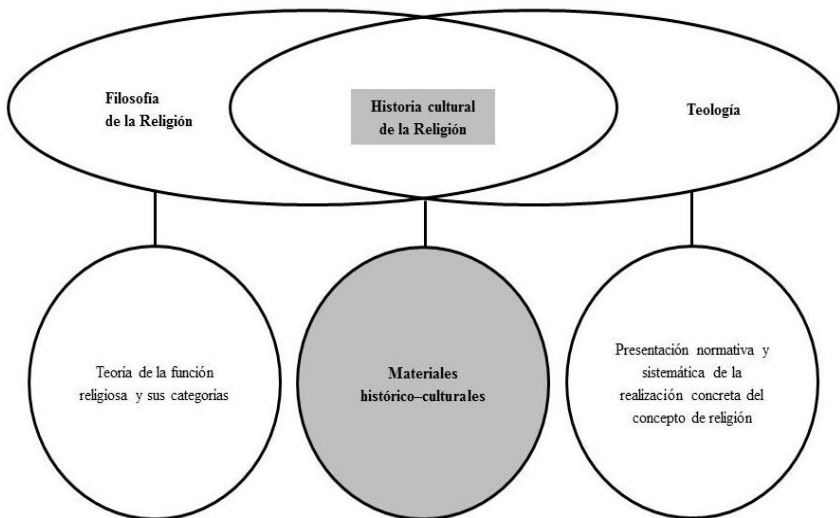 Filosofía
de la Religión
Historia cultural
de la Religión
Teología
Teoria de la función
religiosa y sus categorias
Materiales
histórico–culturales
Presentación normativa y
sistemática de la
realización concreta del
concepto de religión